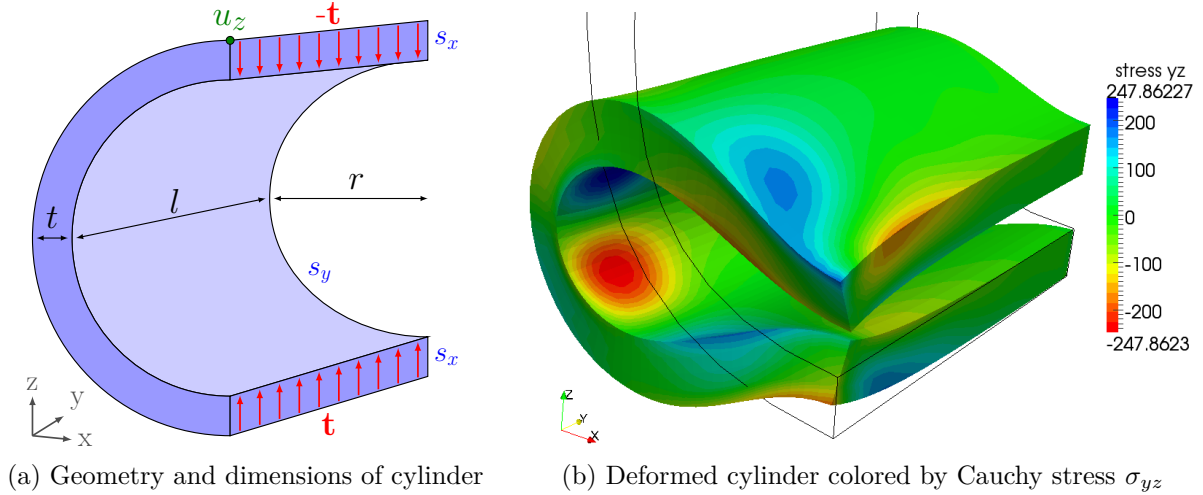 u_z
-t
s_x
t
l
r
s_y
s_x
t
z
y
x
(a) Geometry and dimensions of cylinder
stress yz
247.86227
200
100
0
-100
-200
-247.8623
Z
Y
X
(b) Deformed cylinder colored by Cauchy stress σ_yz